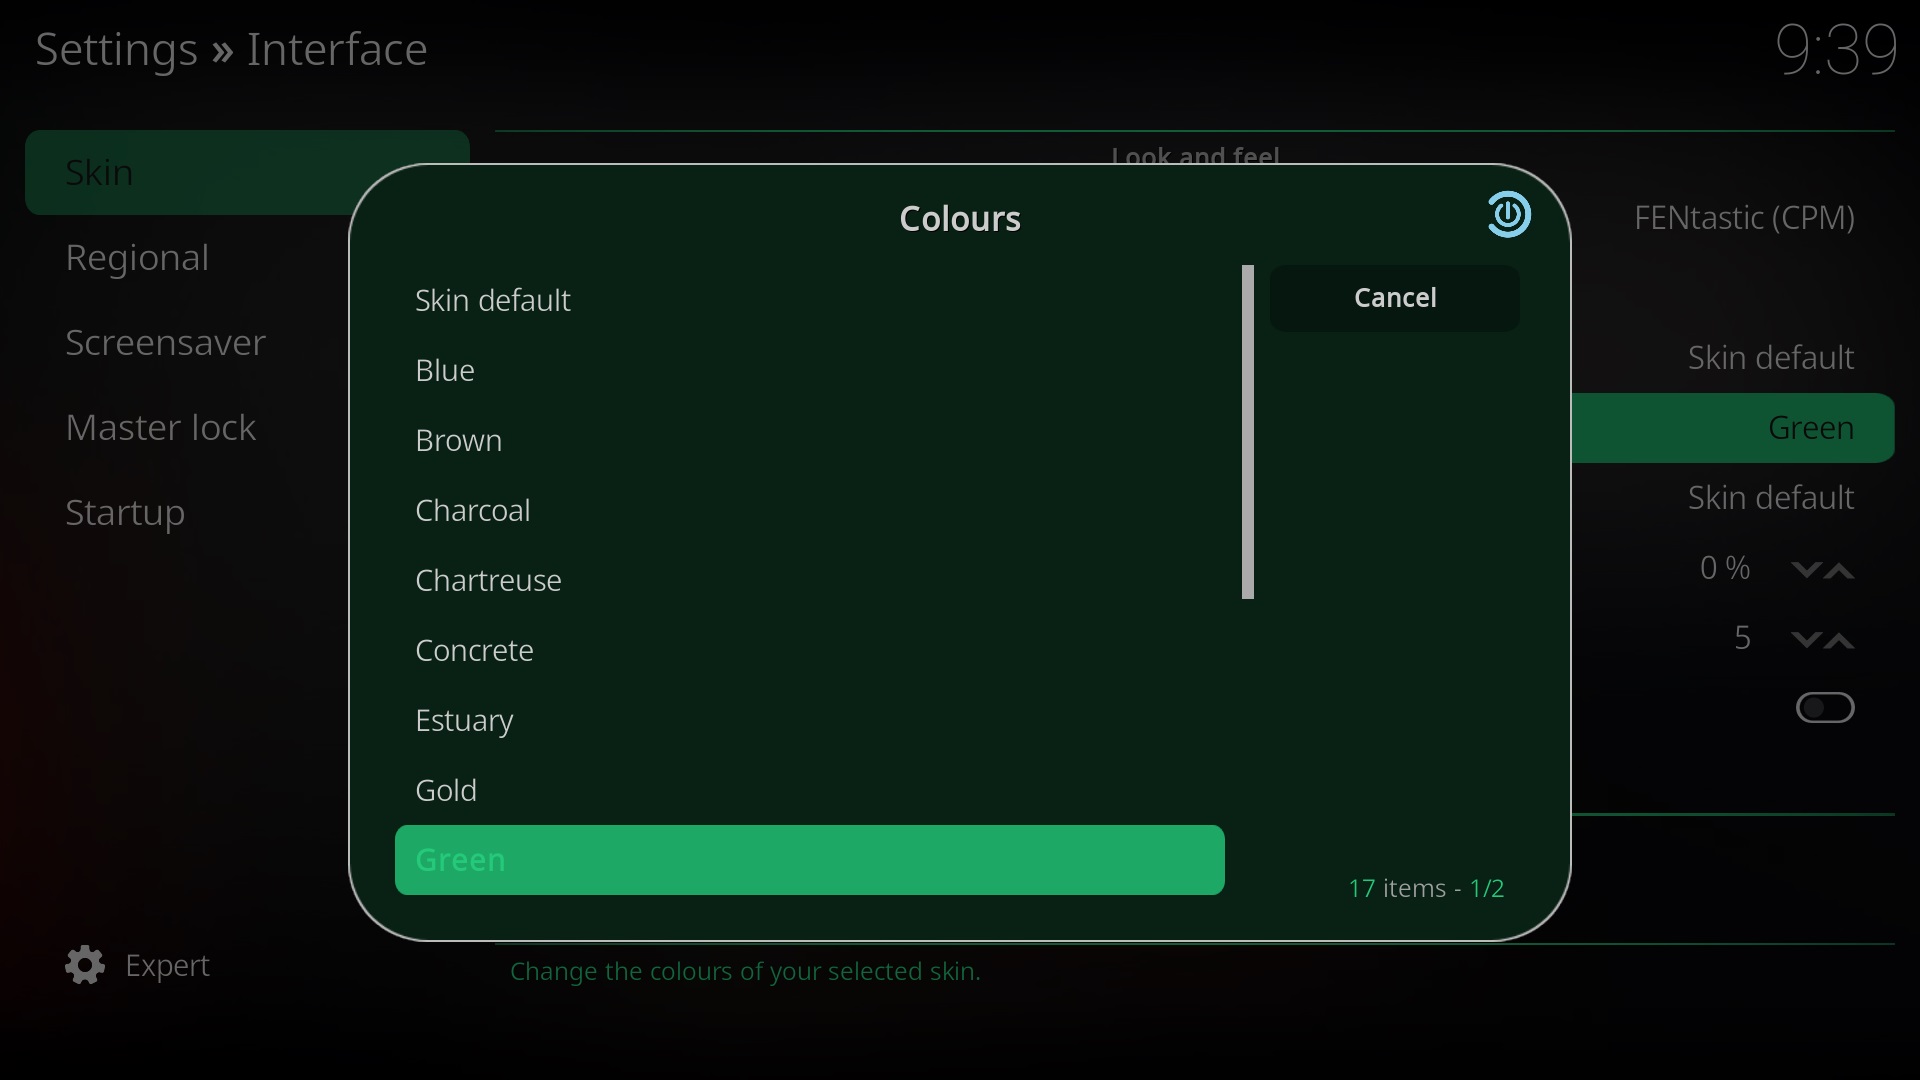 Settings » Interface
9:39
Skin
Regional
Screensaver
Master lock
Startup
Expert
Look and feel
FENtastic (CPM)
Skin default
Green
Skin default
0 %
5
Colours
Skin default
Blue
Brown
Charcoal
Chartreuse
Concrete
Estuary
Gold
Green
Cancel
17 items - 1/2
Change the colours of your selected skin.